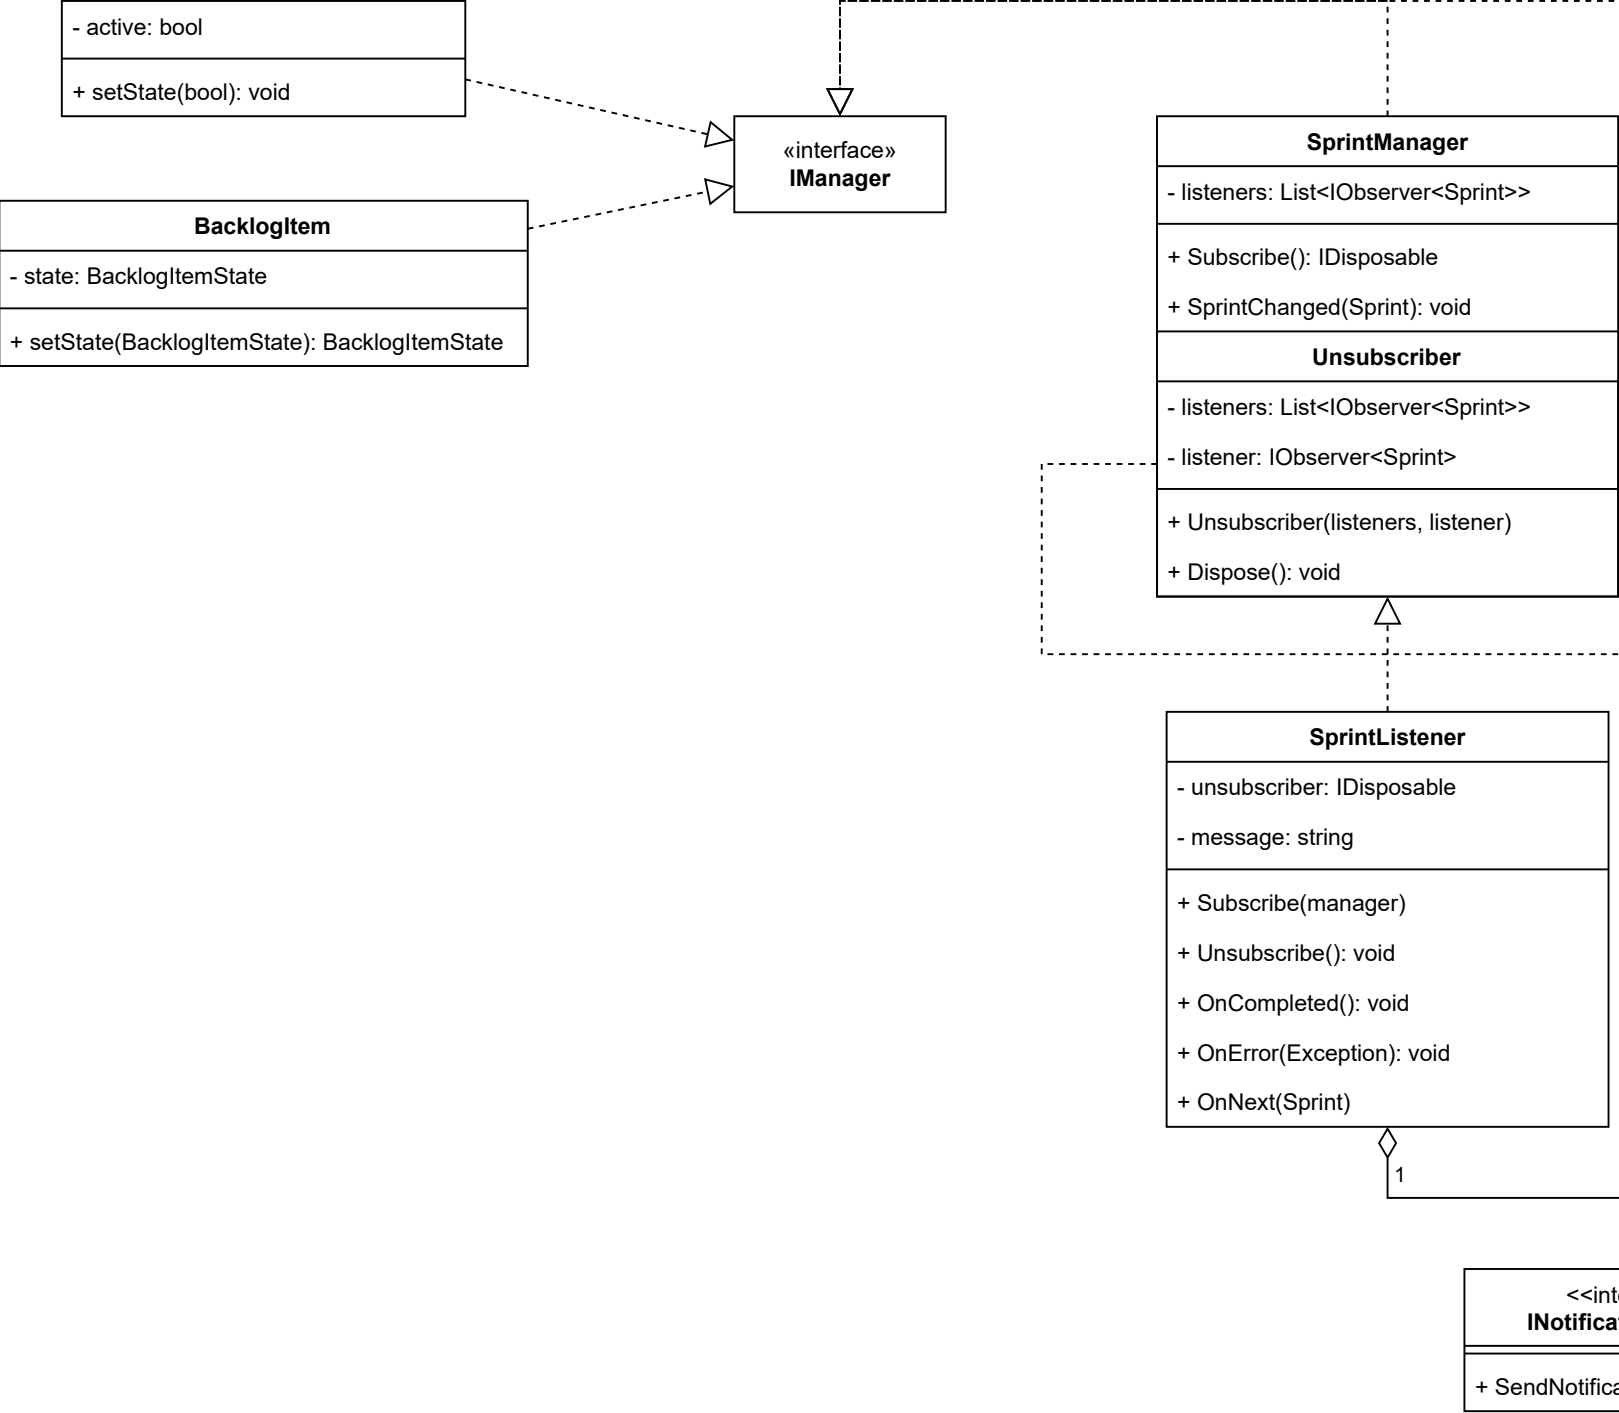 - active: bool
+ setState(bool): void
«interface»
IManager
BacklogItem
- state: BacklogItemState
+ setState(BacklogItemState): BacklogItemState
SprintManager
- listeners: List<IObserver<Sprint>>
+ Subscribe(): IDisposable
+ SprintChanged(Sprint): void
Unsubscriber
- listeners: List<IObserver<Sprint>>
- listener: IObserver<Sprint>
+ Unsubscriber(listeners, listener)
+ Dispose(): void
SprintListener
- unsubscriber: IDisposable
- message: string
+ Subscribe(manager)
+ Unsubscribe(): void
+ OnCompleted(): void
+ OnError(Exception): void
+ OnNext(Sprint)
1